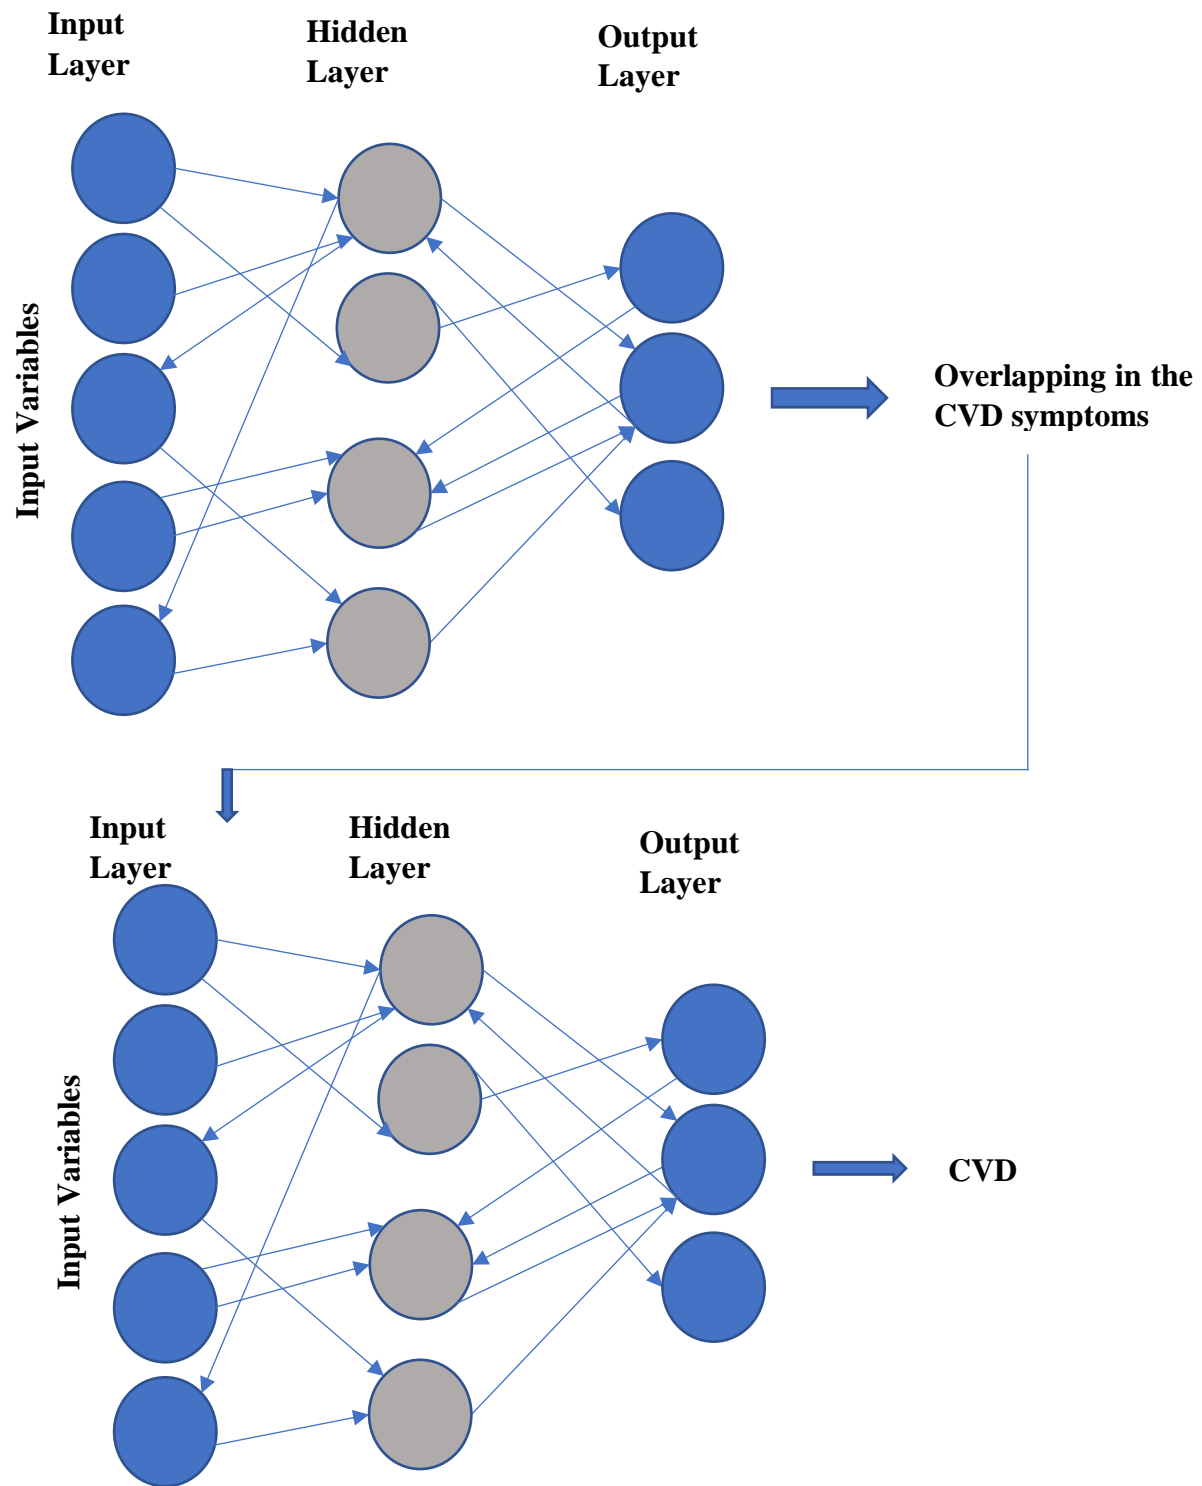 Input
Layer
Hidden
Layer
Output
Layer
Input Variables
Overlapping in the
CVD symptoms
Input
Layer
Hidden
Layer
Output
Layer
Input Variables
CVD